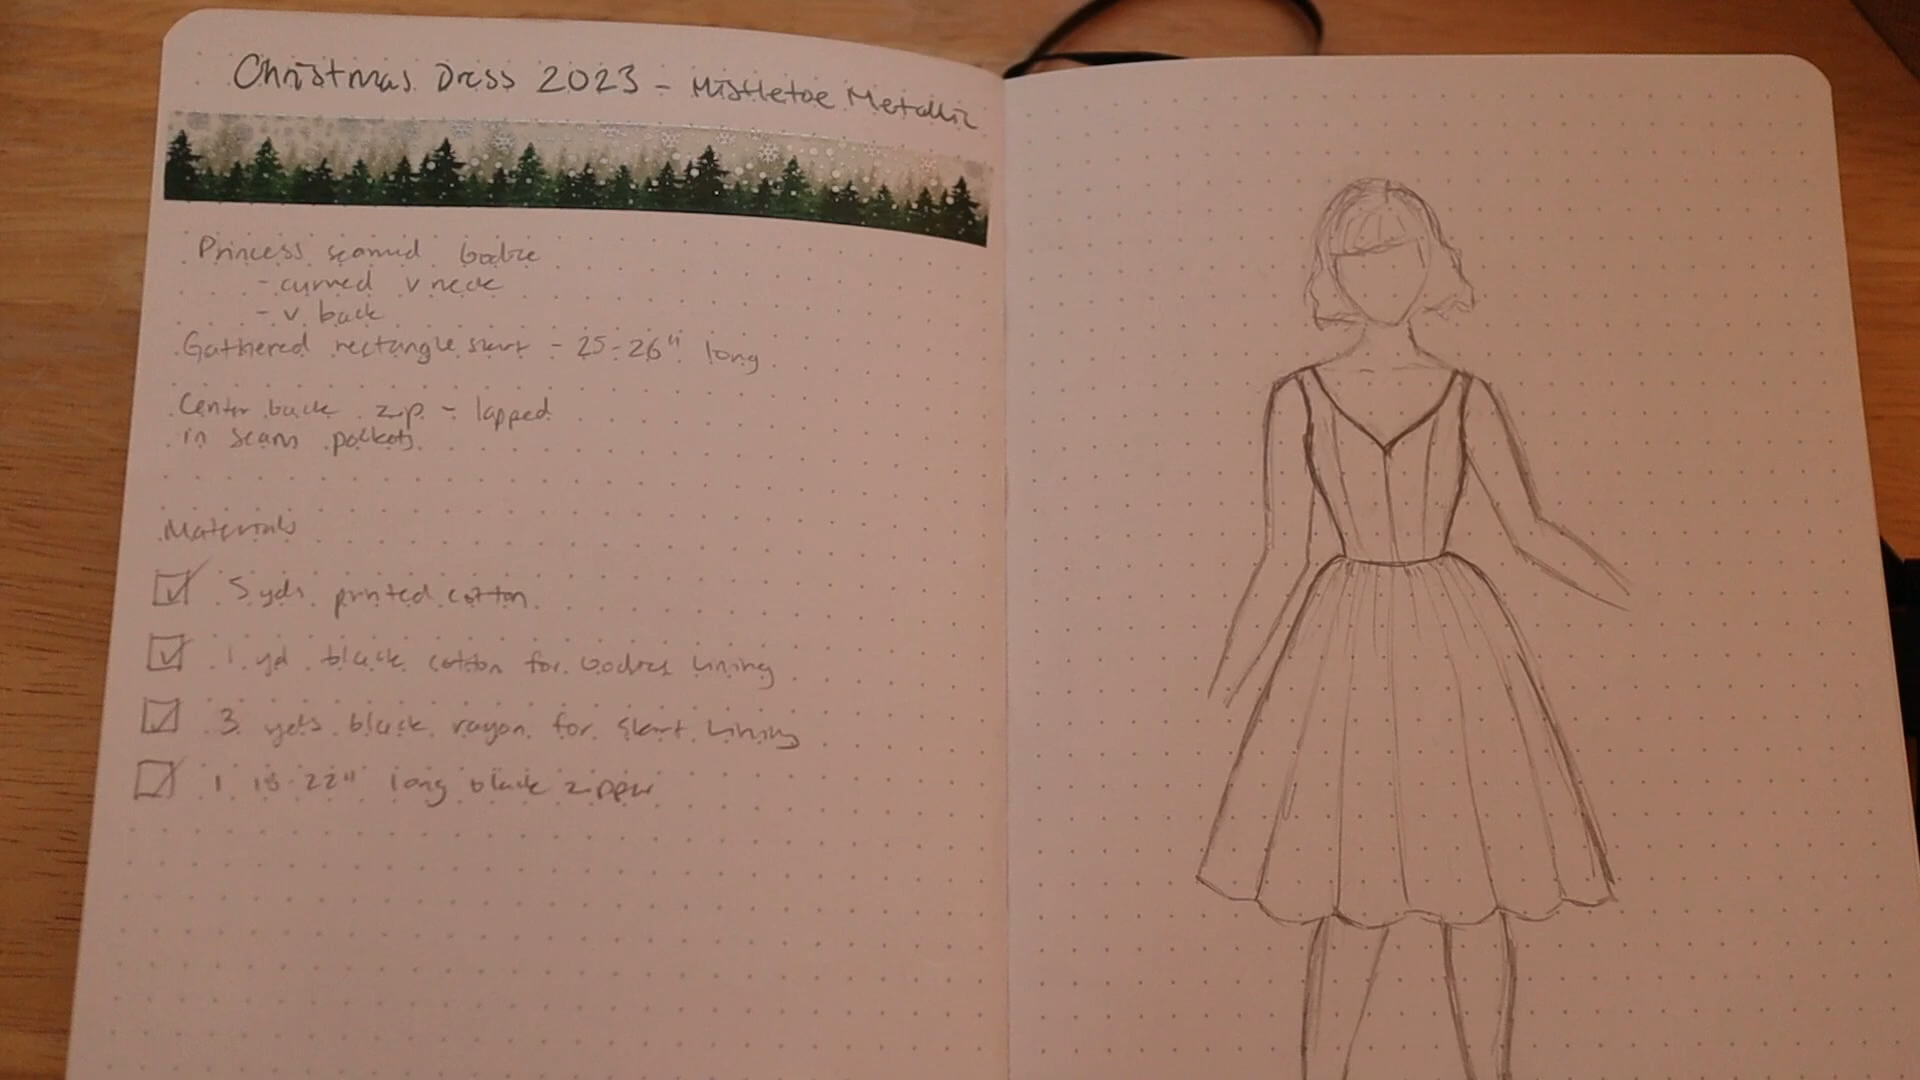 Christmas Dress 2023 - Mistletoe Metallic
Princess seamed bodice
- curved v neck
- v back
Gathered rectangle skirt - 25-26" long
Center back zip - lapped
in seam pockets
Materials
5 yds printed cotton
1 yd black cotton for bodice lining
3 yds black rayon for skirt lining
1 18-22" long black zipper